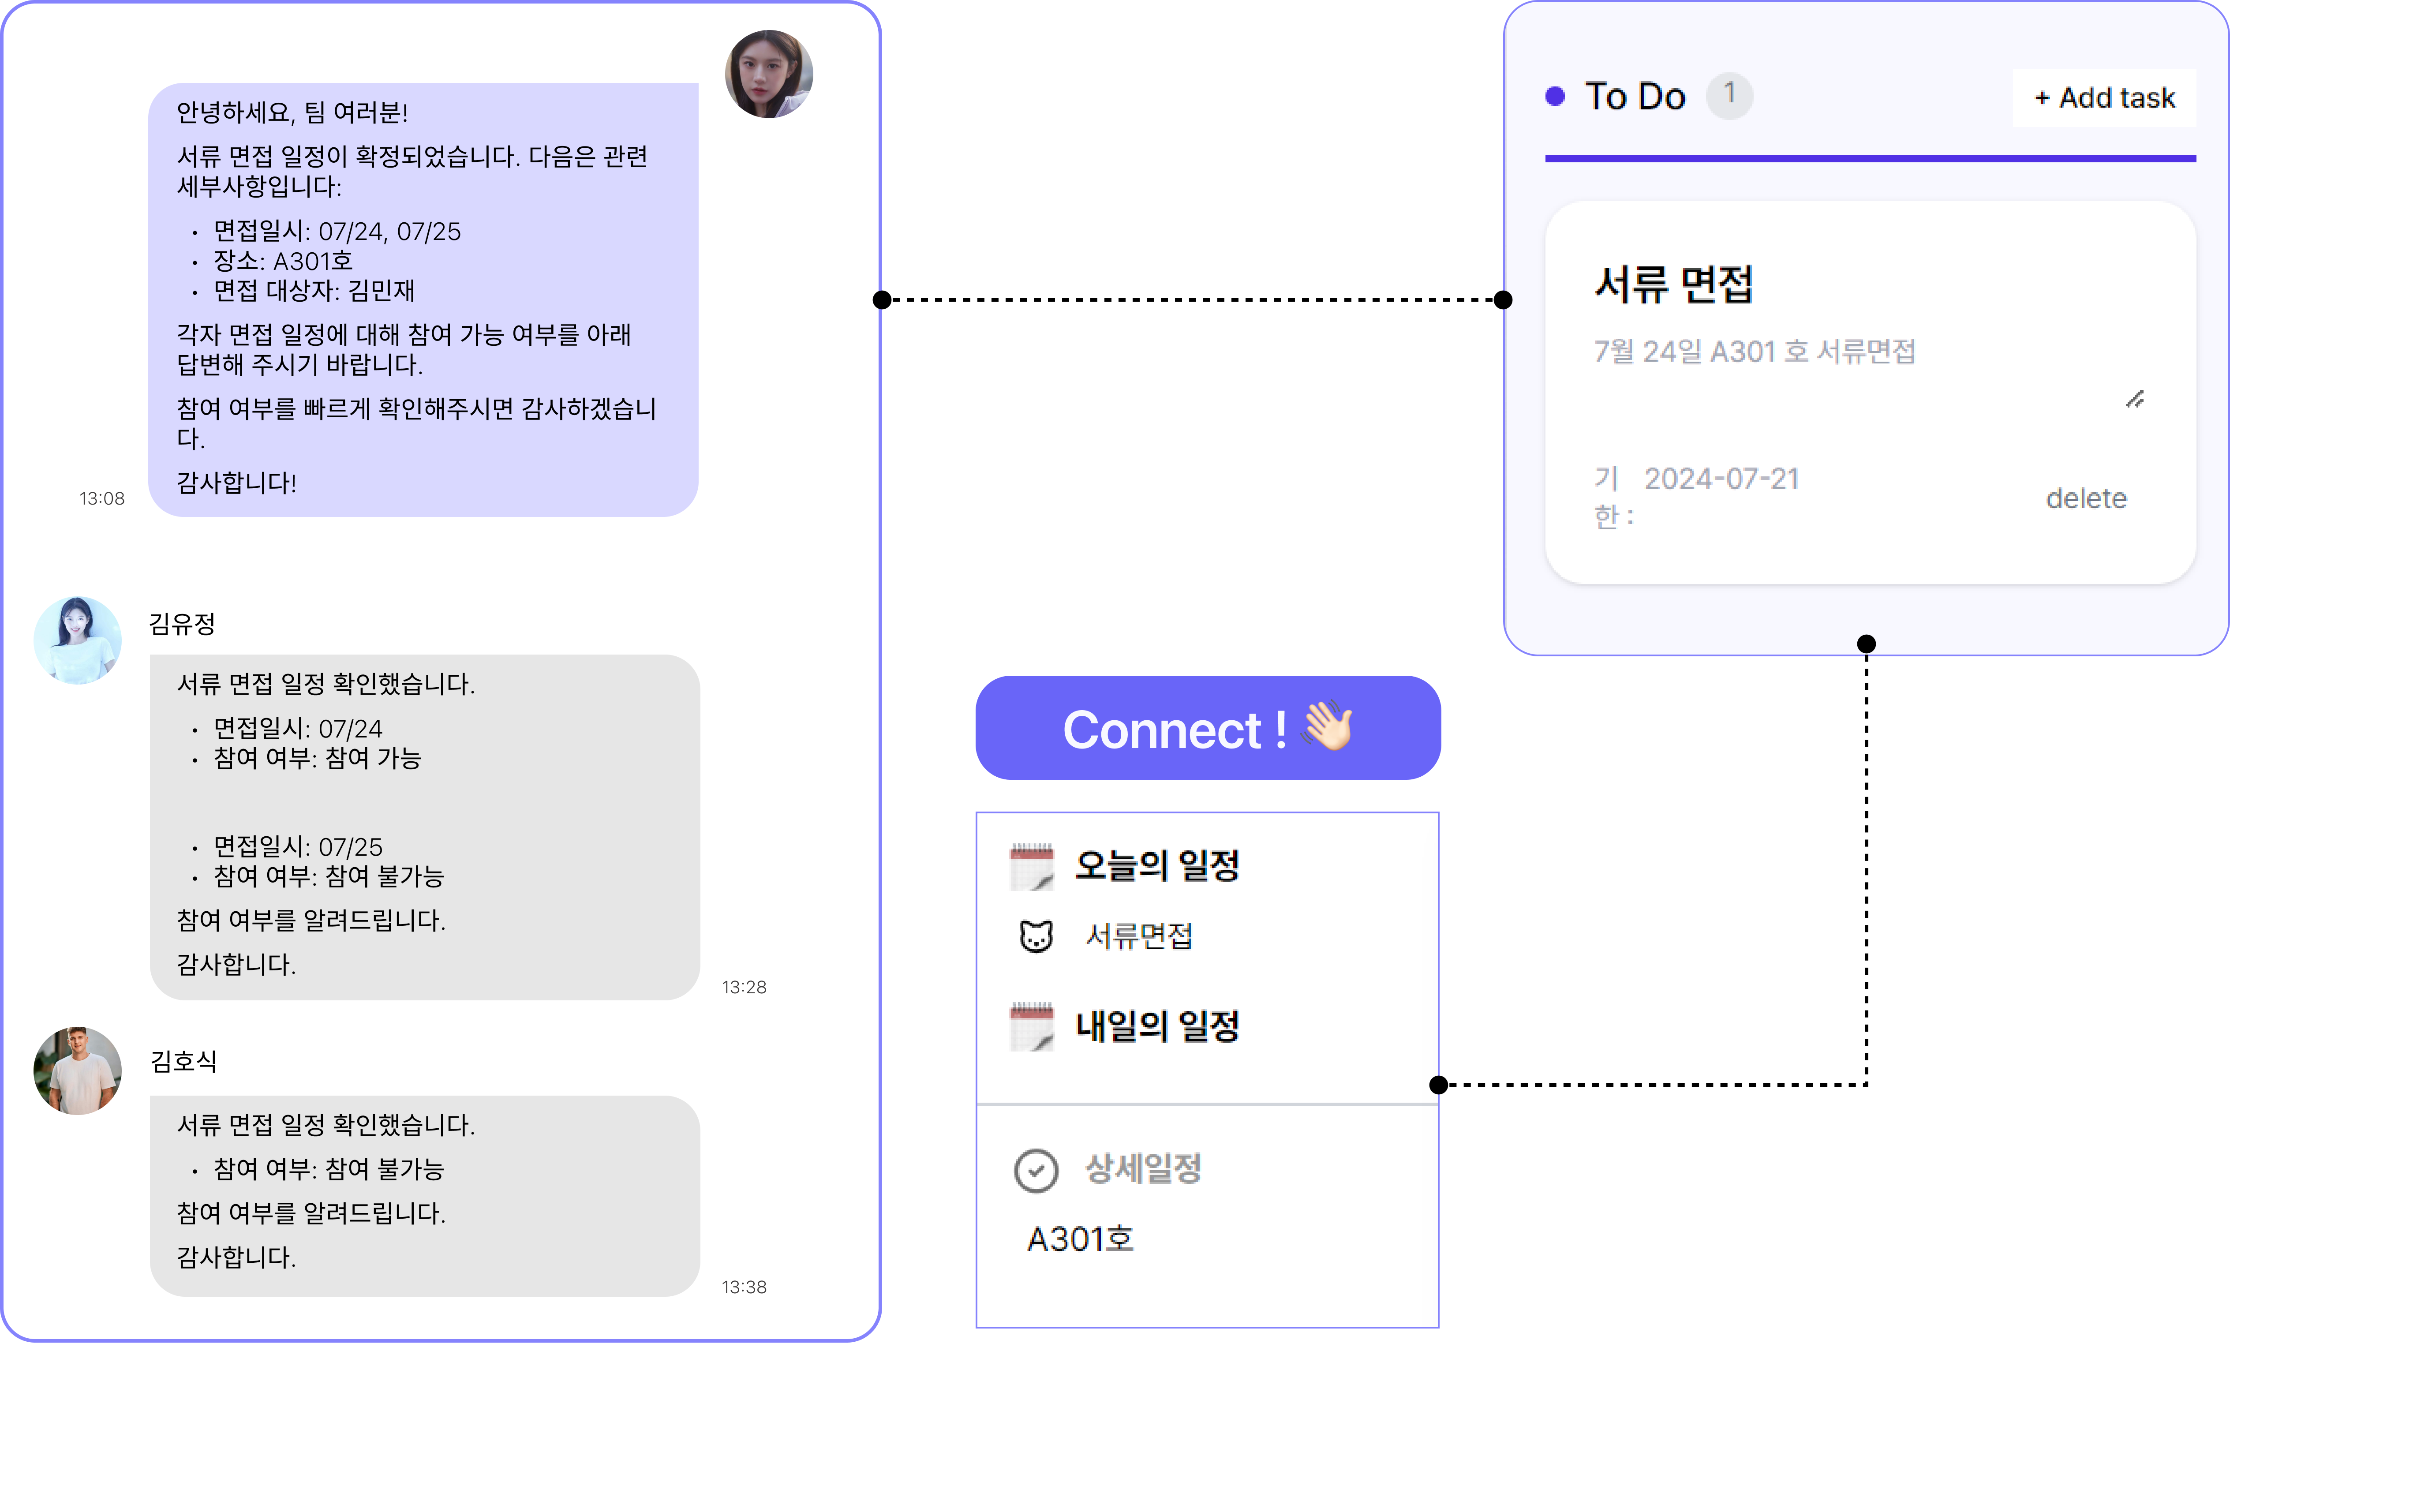 안녕하세요, 팀 여러분!
서류 면접 일정이 확정되었습니다. 다음은 관련
세부사항입니다:
• 면접일시: 07/24, 07/25
• 장소: A301호
• 면접 대상자: 김민재
각자 면접 일정에 대해 참여 가능 여부를 아래
답변해 주시기 바랍니다.
참여 여부를 빠르게 확인해주시면 감사하겠습니
다.
감사합니다!
13:08
김유정
서류 면접 일정 확인했습니다.
• 면접일시: 07/24
• 참여 여부: 참여 가능
• 면접일시: 07/25
• 참여 여부: 참여 불가능
참여 여부를 알려드립니다.
감사합니다.
13:28
김호식
서류 면접 일정 확인했습니다.
• 참여 여부: 참여 불가능
참여 여부를 알려드립니다.
감사합니다.
13:38
Connect ! 👋🏻
오늘의 일정
서류면접
내일의 일정
상세일정
A301호
To Do 1
+ Add task
서류 면접
7월 24일 A301 호 서류면접
기 2024-07-21
한 :
delete